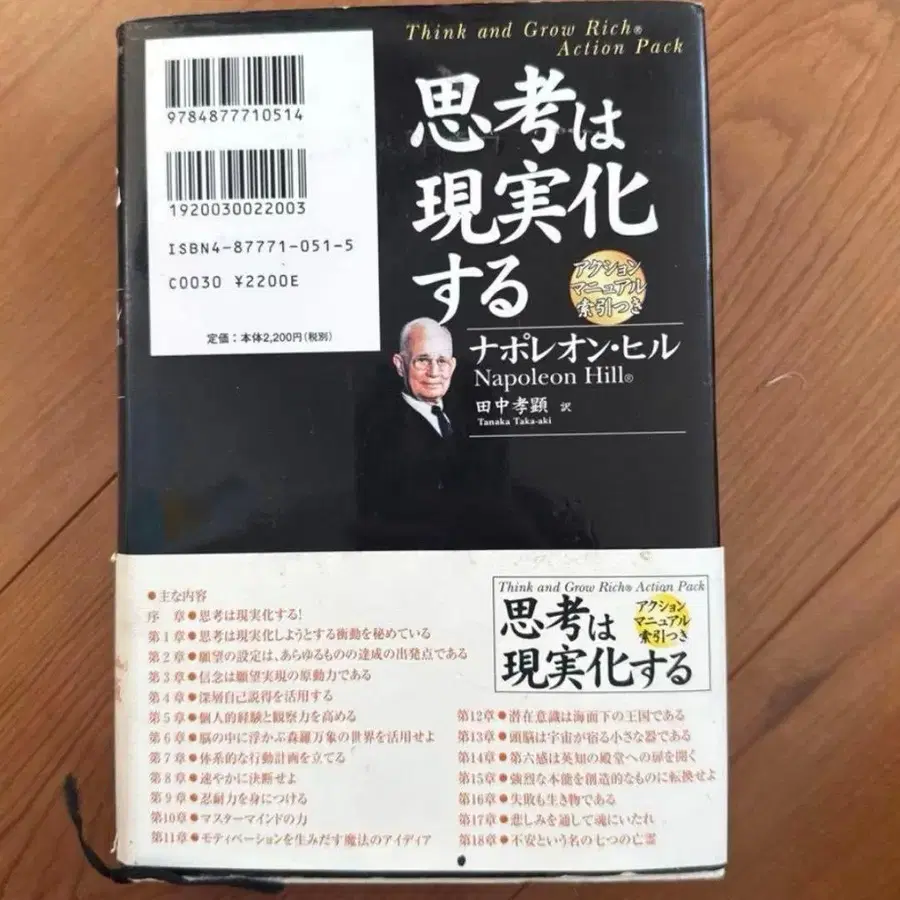 9784877710514
1920030022003
ISBN4-87771-051-5
C0030 ¥2200E
定価：本体2,200円（税別）
Think and Grow Rich®
Action Pack
思考は
現実化
する
アクション
マニュアル
索引つき
ナポレオン・ヒル
Napoleon Hill®
田中孝顕 訳
Tanaka Taka-aki
Think and Grow Rich® Action Pack
思考は
現実化する
アクション
マニュアル
索引つき
●主な内容
序 章●思考は現実化する！
第1章●思考は現実化しようとする衝動を秘めている
第2章●願望の設定は、あらゆるものの達成の出発点である
第3章●信念は願望実現の原動力である
第4章●深層自己説得を活用する
第5章●個人的経験と観察力を高める
第6章●脳の中に浮かぶ森羅万象の世界を活用せよ
第7章●体系的な行動計画を立てる
第8章●速やかに決断せよ
第9章●忍耐力を身につける
第10章●マスターマインドの力
第11章●モティベーションを生みだす魔法のアイディア
第12章●潜在意識は海面下の王国である
第13章●頭脳は宇宙が宿る小さな器である
第14章●第六感は英知の殿堂への扉を開く
第15章●強烈な本能を創造的なものに転換せよ
第16章●失敗も生き物である
第17章●悲しみを通して魂にいたれ
第18章●不安という名の七つの亡霊